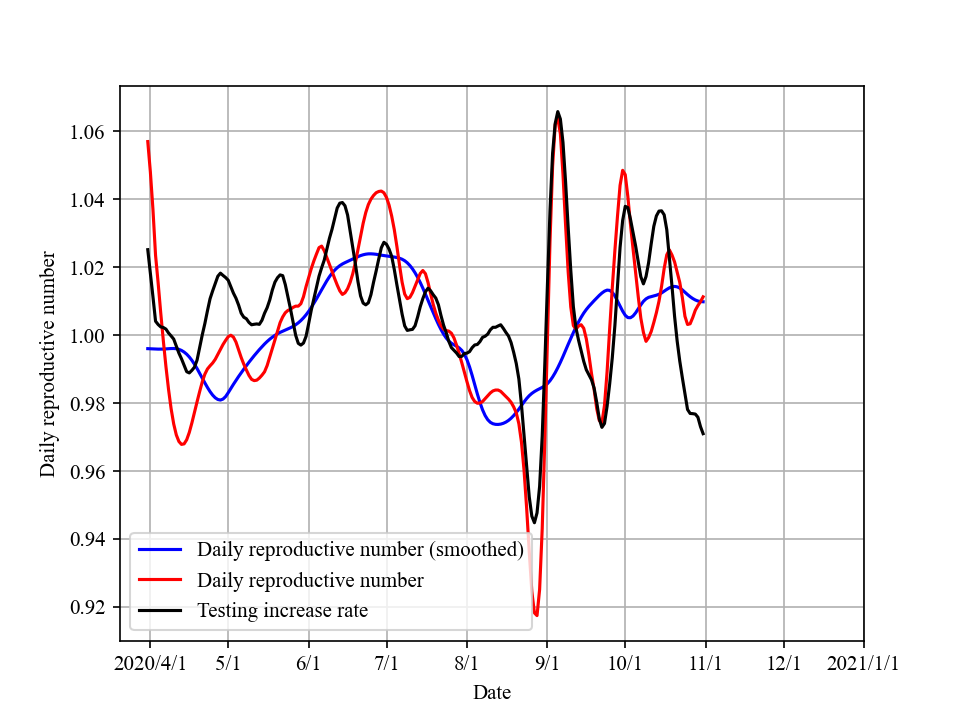 Daily reproductive number
1.06
1.04
1.02
1.00
0.98
0.96
0.94
0.92
Daily reproductive number (smoothed)
Daily reproductive number
Testing increase rate
2020/4/1 5/1 6/1 7/1 8/1 9/1 10/1 11/1 12/1 2021/1/1
Date